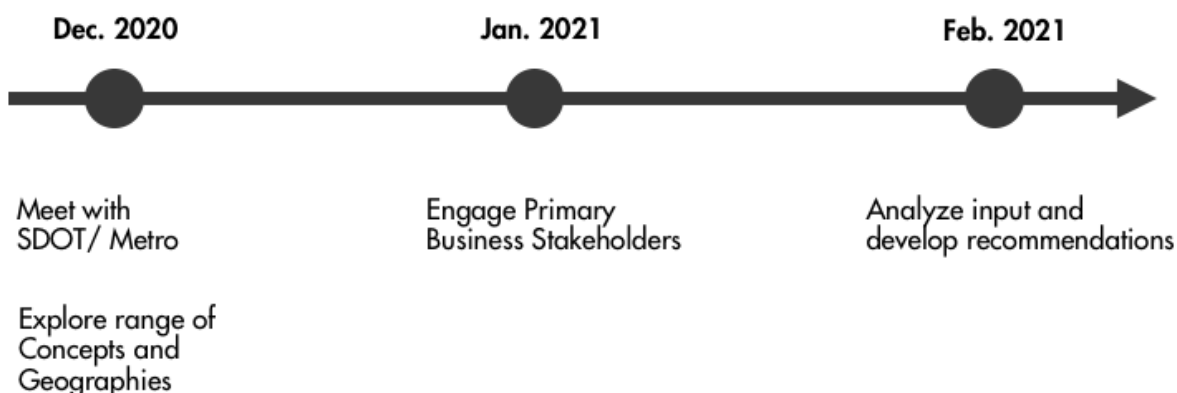 Dec. 2020
Jan. 2021
Feb. 2021
Meet with
SDOT/ Metro
Engage Primary
Business Stakeholders
Analyze input and
develop recommendations
Explore range of
Concepts and
Geographies